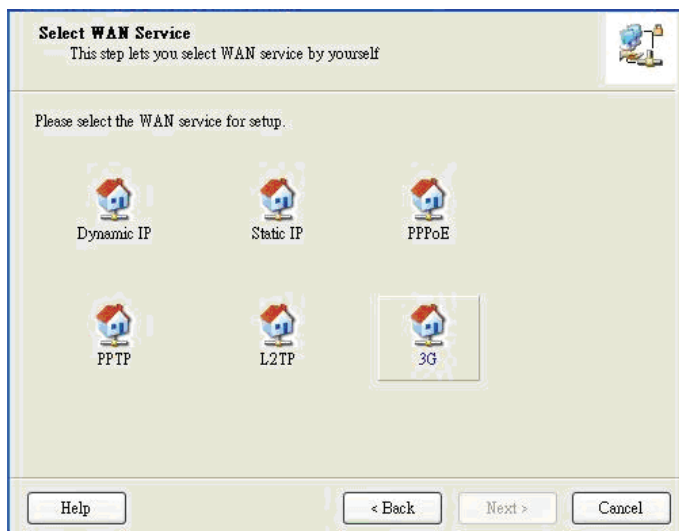 Select WAN Service
This step lets you select WAN service by yourself
Please select the WAN service for setup.
Dynamic IP
Static IP
PPPoE
PPTP
L2TP
3G
Help
< Back
Next >
Cancel